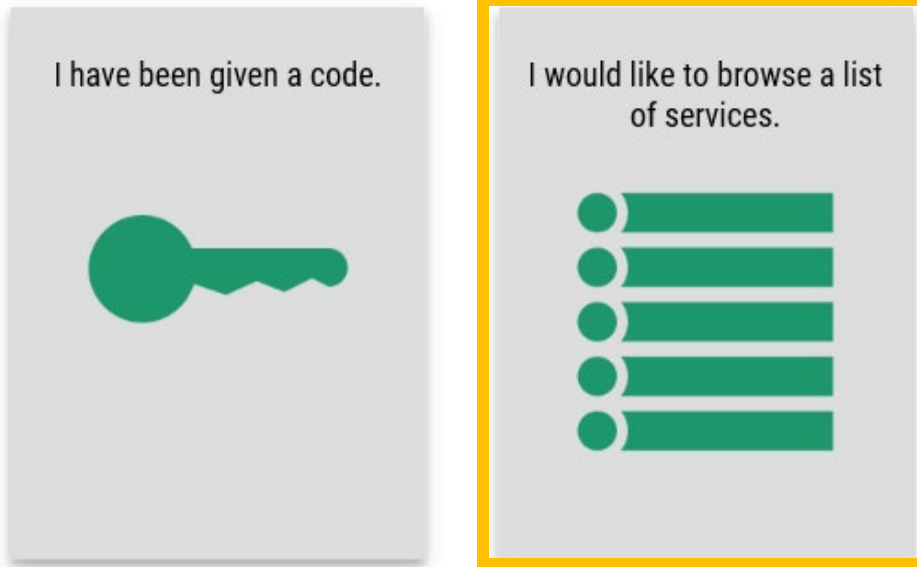 I have been given a code.
I would like to browse a list
of services.